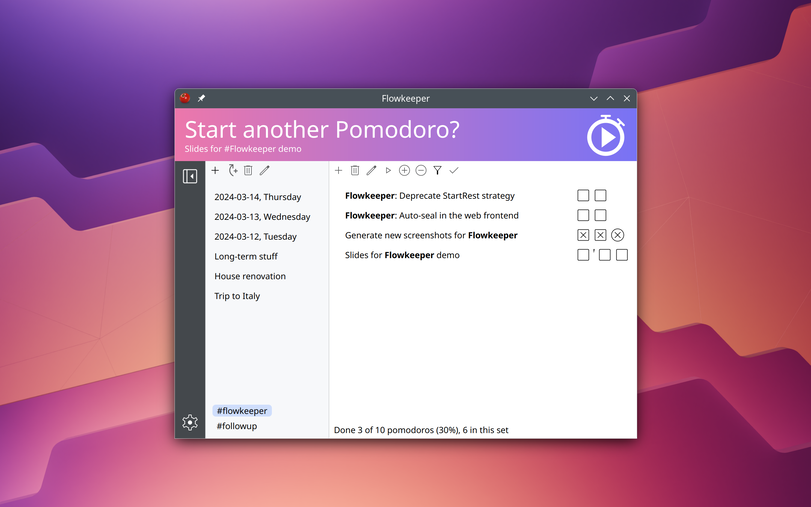 Flowkeeper
Start another Pomodoro?
Slides for #Flowkeeper demo
2024-03-14, Thursday
2024-03-13, Wednesday
2024-03-12, Tuesday
Long-term stuff
House renovation
Trip to Italy
#flowkeeper
#followup
Flowkeeper: Deprecate StartRest strategy
Flowkeeper: Auto-seal in the web frontend
Generate new screenshots for Flowkeeper
Slides for Flowkeeper demo
Done 3 of 10 pomodoros (30%), 6 in this set